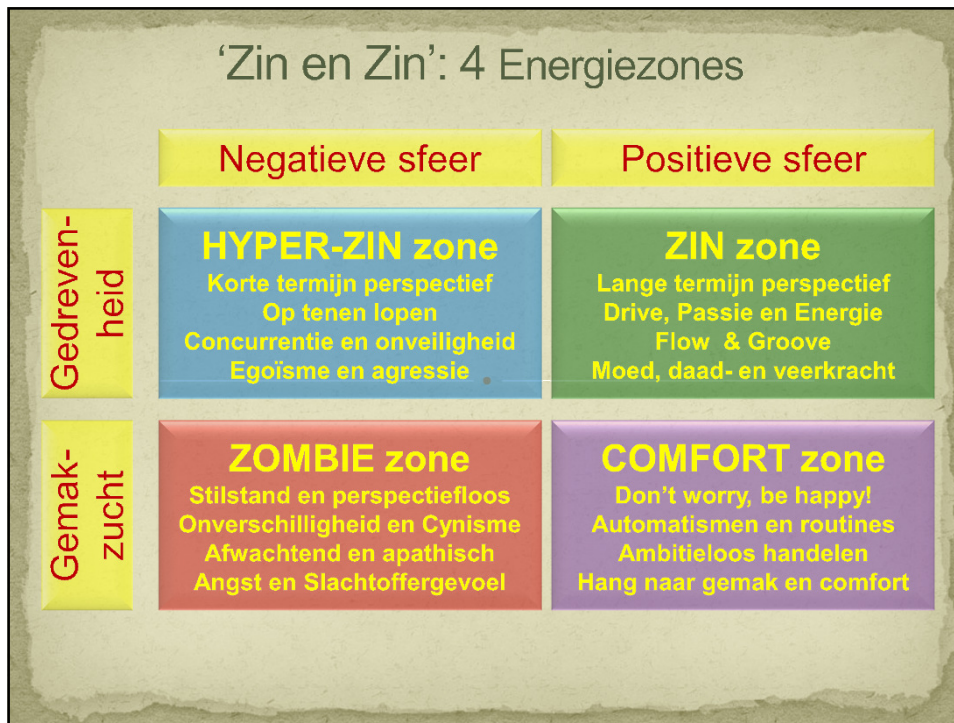 ‘Zin en Zin’: 4 Energiezones
Negatieve sfeer
Positieve sfeer
Gedreven-
heid
HYPER-ZIN zone
Korte termijn perspectief
Op tenen lopen
Concurrentie en onveiligheid
Egoïsme en agressie
ZIN zone
Lange termijn perspectief
Drive, Passie en Energie
Flow & Groove
Moed, daad- en veerkracht
Gemak-
zucht
ZOMBIE zone
Stilstand en perspectiefloos
Onverschilligheid en Cynisme
Afwachtend en apathisch
Angst en Slachtoffergevoel
COMFORT zone
Don’t worry, be happy!
Automatismen en routines
Ambitieloos handelen
Hang naar gemak en comfort